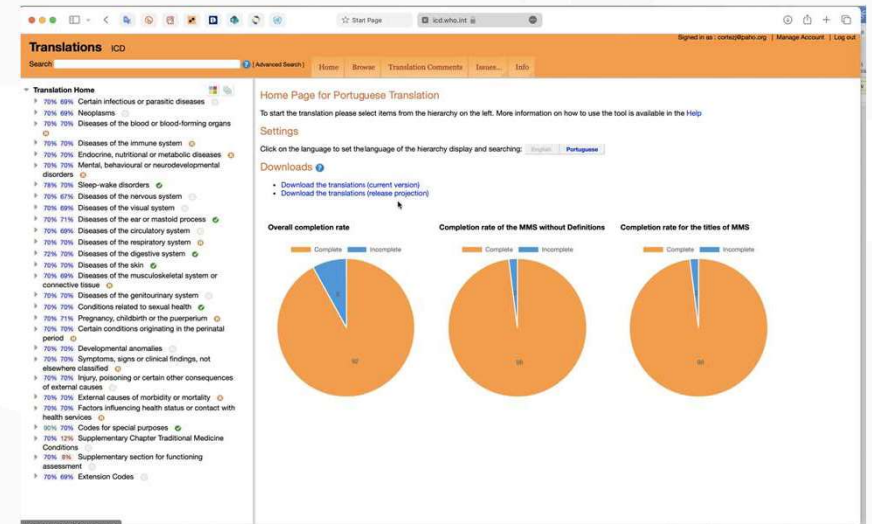 Start Page
icd.who.int
Translations ICD
Signed in as : cortezj@paho.org | Manage Account | Log out
Search
[ Advanced Search ]
Home Browse Translation Comments Issues... Info
Translation Home
70% 69% Certain infectious or parasitic diseases
70% 69% Neoplasms
70% 70% Diseases of the blood or blood-forming organs
70% 70% Diseases of the immune system
70% 70% Endocrine, nutritional or metabolic diseases
70% 70% Mental, behavioural or neurodevelopmental
disorders
78% 70% Sleep-wake disorders
70% 67% Diseases of the nervous system
70% 69% Diseases of the visual system
70% 71% Diseases of the ear or mastoid process
70% 69% Diseases of the circulatory system
70% 70% Diseases of the respiratory system
72% 70% Diseases of the digestive system
70% 70% Diseases of the skin
70% 69% Diseases of the musculoskeletal system or
connective tissue
70% 70% Diseases of the genitourinary system
70% 70% Conditions related to sexual health
70% 71% Pregnancy, childbirth or the puerperium
70% 70% Certain conditions originating in the perinatal
period
70% 70% Developmental anomalies
70% 70% Symptoms, signs or clinical findings, not
elsewhere classified
70% 70% Injury, poisoning or certain other consequences
of external causes
70% 70% External causes of morbidity or mortality
70% 70% Factors influencing health status or contact with
health services
90% 70% Codes for special purposes
70% 12% Supplementary Chapter Traditional Medicine
Conditions
70% 8% Supplementary section for functioning
assessment
70% 69% Extension Codes
Home Page for Portuguese Translation
To start the translation please select items from the hierarchy on the left. More information on how to use the tool is available in the Help
Settings
Click on the language to set the language of the hierarchy display and searching: English Portuguese
Downloads
Download the translations (current version)
Download the translations (release projection)
Overall completion rate
Complete Incomplete
8
92
Completion rate of the MMS without Definitions
Complete Incomplete
98
Completion rate for the titles of MMS
Complete Incomplete
98